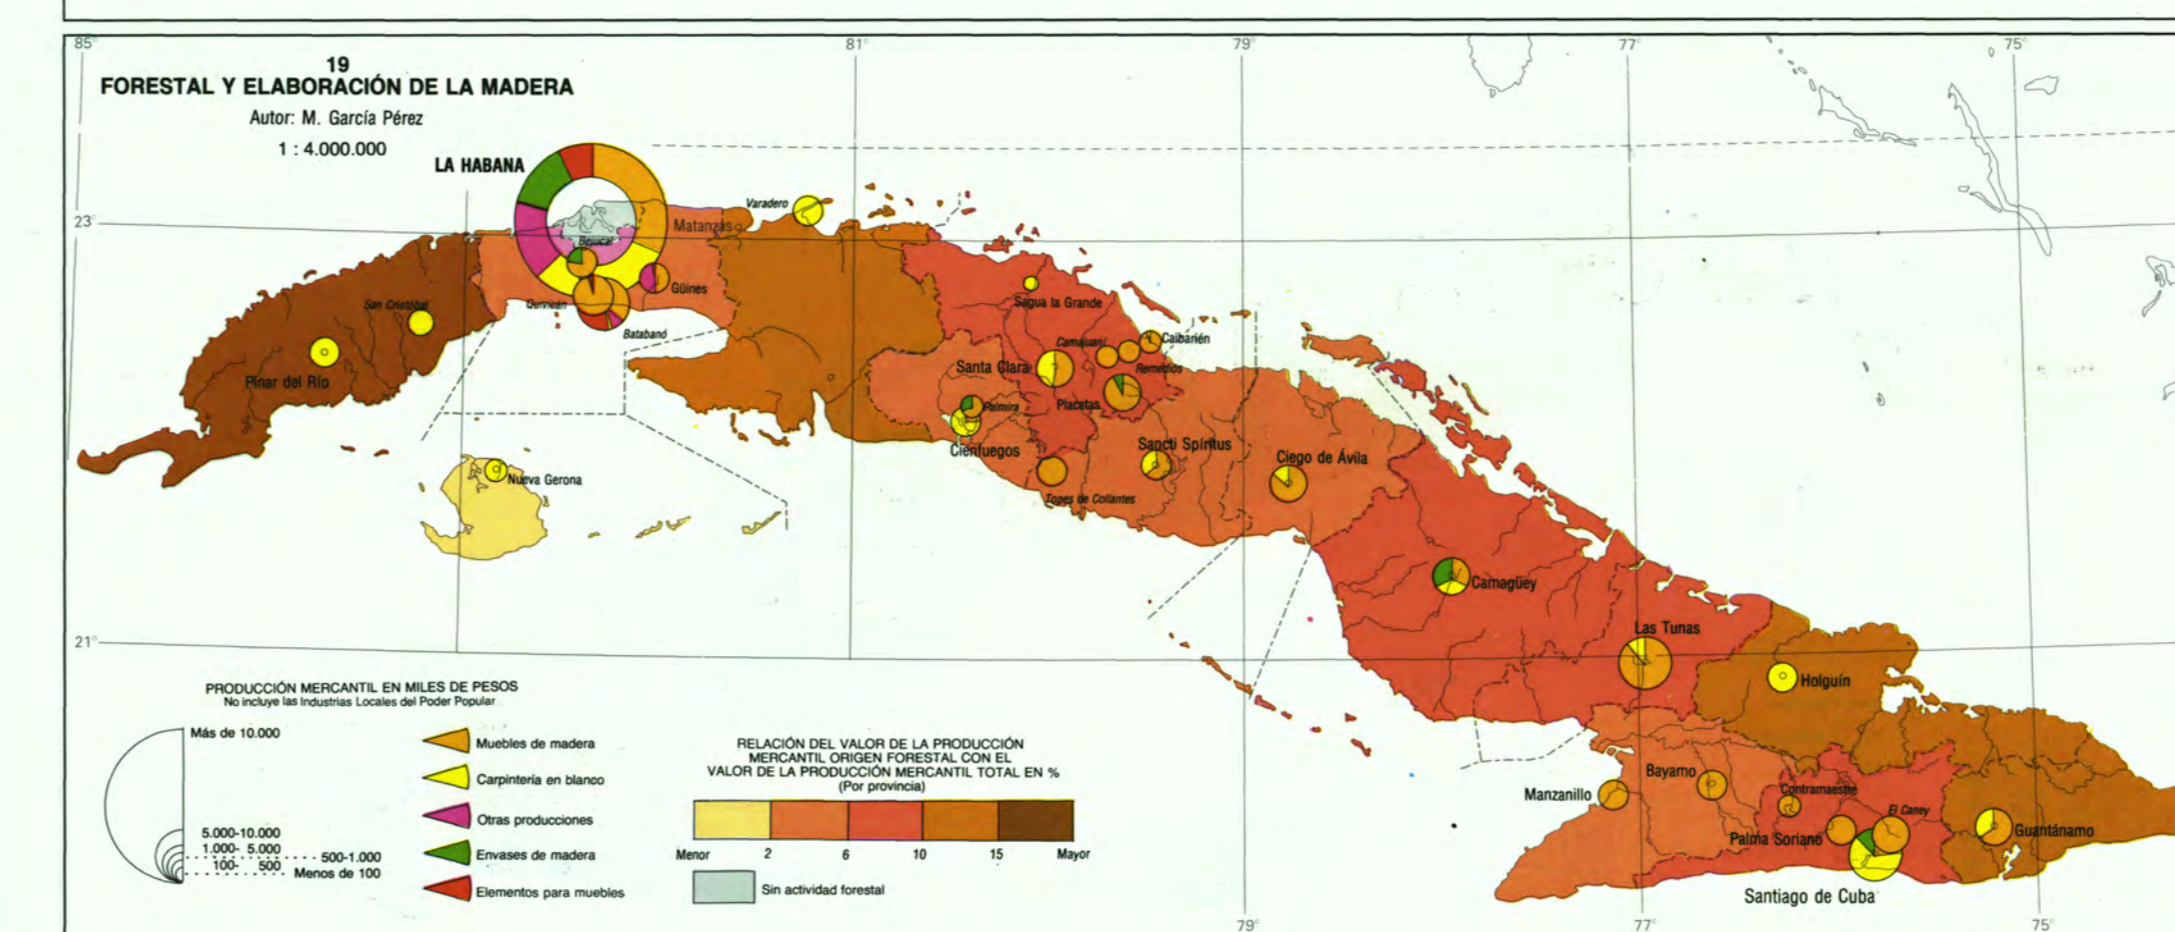 85°
81°
79°
77°
75°
19
FORESTAL Y ELABORACIÓN DE LA MADERA
Autor: M. García Pérez
1 : 4.000.000
LA HABANA
23°
Varadero
Matanzas
Bejucal
Güines
San Cristóbal
Quivicán
Batabanó
Pinar del Río
Sagua la Grande
Camajuaní
Caibarién
Santa Clara
Remedios
Placetas
Palmira
Cienfuegos
Sancti Spíritus
Ciego de Ávila
Nueva Gerona
Topes de Collantes
Camagüey
21°
Las Tunas
Holguín
Bayamo
Manzanillo
Contramaestre
El Caney
Palma Soriano
Guantánamo
Santiago de Cuba
PRODUCCIÓN MERCANTIL EN MILES DE PESOS
No incluye las Industrias Locales del Poder Popular
Más de 10.000
5.000-10.000
1.000- 5.000
500-1.000
100- 500
Menos de 100
Muebles de madera
Carpintería en blanco
Otras producciones
Envases de madera
Elementos para muebles
RELACIÓN DEL VALOR DE LA PRODUCCIÓN
MERCANTIL ORIGEN FORESTAL CON EL
VALOR DE LA PRODUCCIÓN MERCANTIL TOTAL EN %
(Por provincia)
Menor 2 6 10 15 Mayor
Sin actividad forestal
79°
77°
75°